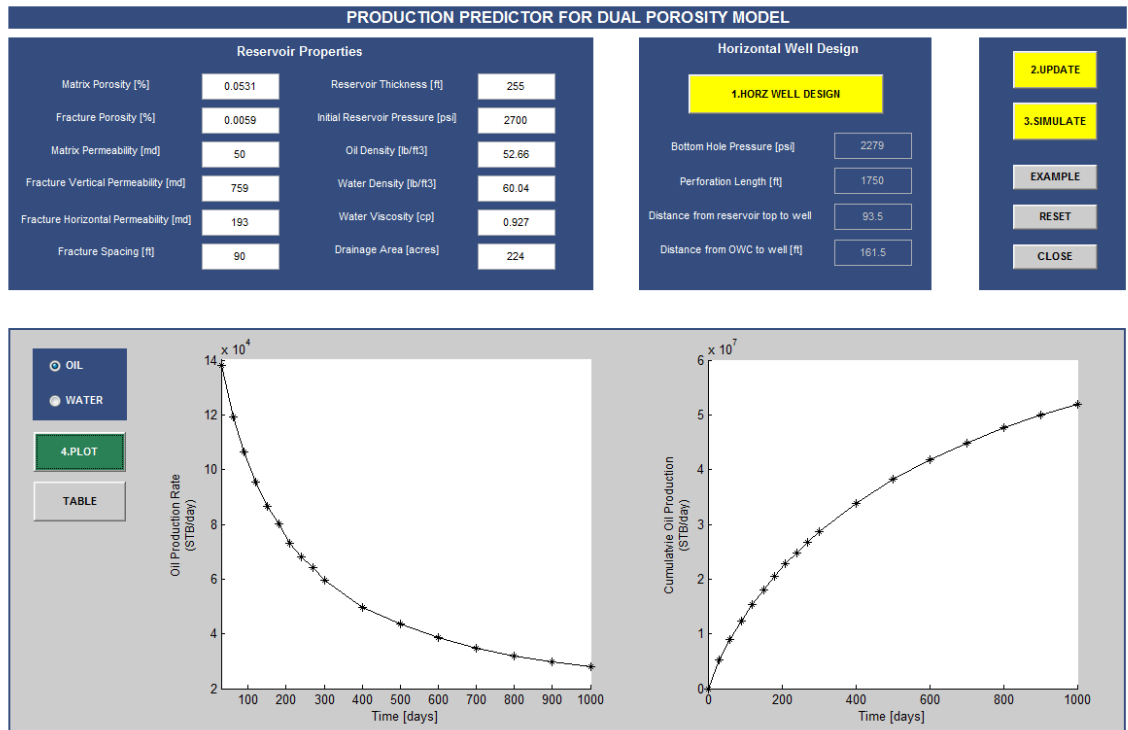 PRODUCTION PREDICTOR FOR DUAL POROSITY MODEL
Reservoir Properties
Matrix Porosity [%] 0.0531 Reservoir Thickness [ft] 255
Fracture Porosity [%] 0.0059 Initial Reservoir Pressure [psi] 2700
Matrix Permeability [md] 50 Oil Density [lb/ft3] 52.66
Fracture Vertical Permeability [md] 759 Water Density [lb/ft3] 60.04
Fracture Horizontal Permeability [md] 193 Water Viscosity [cp] 0.927
Fracture Spacing [ft] 90 Drainage Area [acres] 224
Horizontal Well Design
1.HORZ WELL DESIGN
Bottom Hole Pressure [psi] 2279
Perforation Length [ft] 1750
Distance from reservoir top to well 93.5
Distance from OWC to well [ft] 161.5
2.UPDATE
3.SIMULATE
EXAMPLE
RESET
CLOSE
OIL
WATER
4.PLOT
TABLE
x 10^4
14
12
10
8
6
4
2
100 200 300 400 500 600 700 800 900 1000
Time [days]
Oil Production Rate
(STB/day)
x 10^7
6
5
4
3
2
1
0
0 200 400 600 800 1000
Time [days]
Cumulatvie Oil Production
(STB/day)